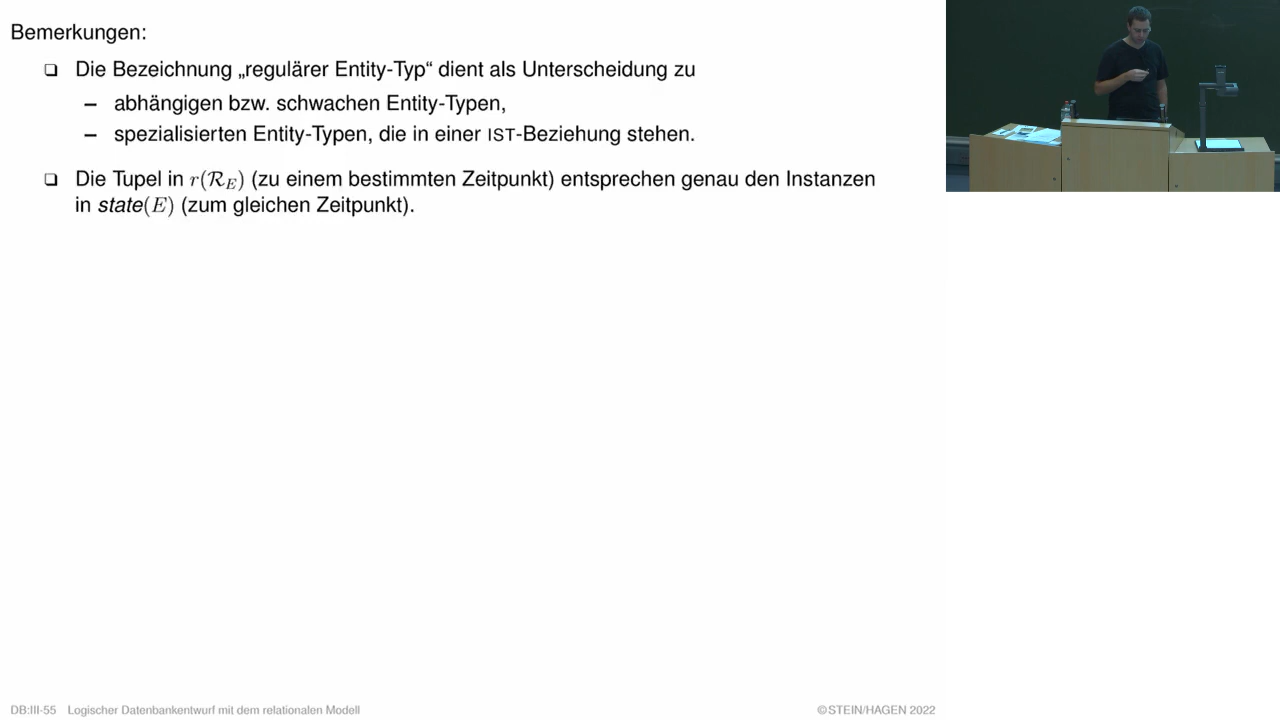 Bemerkungen:
❑ Die Bezeichnung „regulärer Entity-Typ“ dient als Unterscheidung zu
– abhängigen bzw. schwachen Entity-Typen,
– spezialisierten Entity-Typen, die in einer IST-Beziehung stehen.
❑ Die Tupel in r(ℛ_E) (zu einem bestimmten Zeitpunkt) entsprechen genau den Instanzen
in state(E) (zum gleichen Zeitpunkt).
DB:III-55 Logischer Datenbankentwurf mit dem relationalen Modell
©STEIN/HAGEN 2022